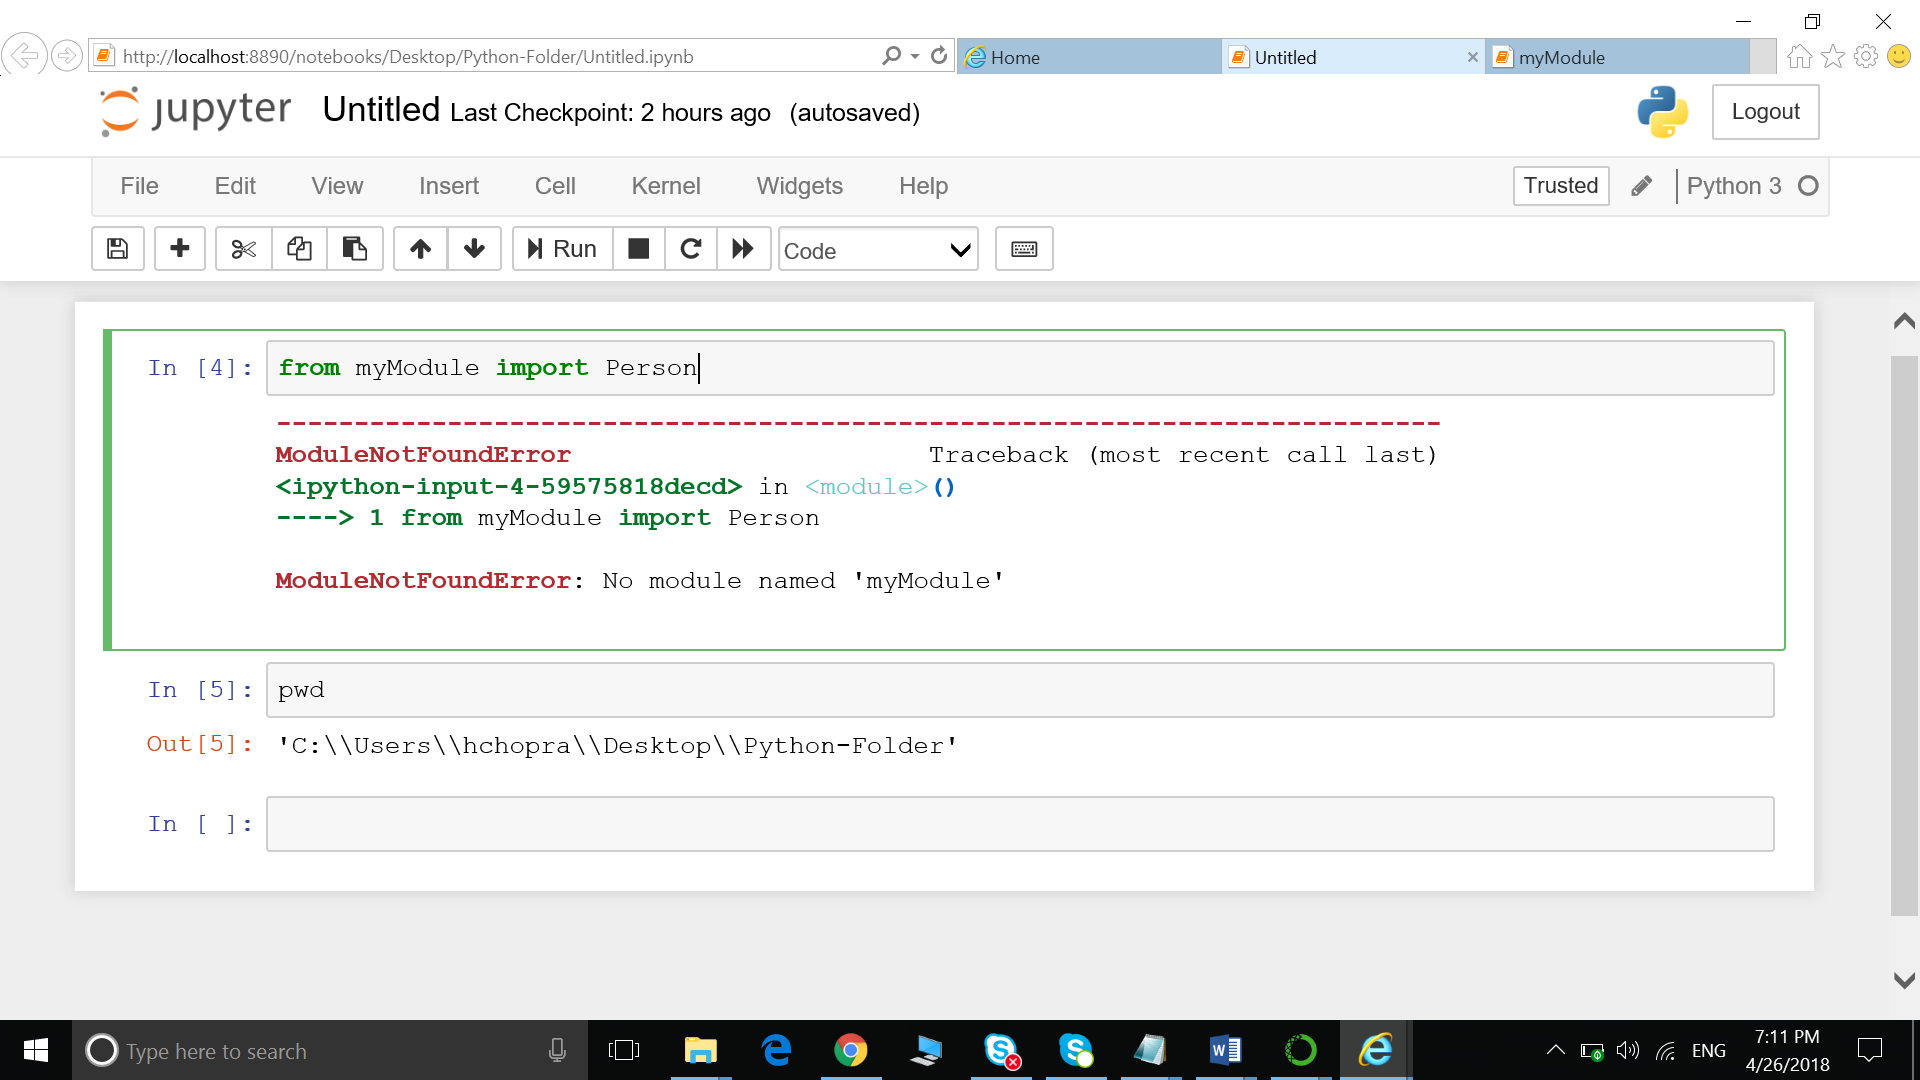 http://localhost:8890/notebooks/Desktop/Python-Folder/Untitled.ipynb
Home
Untitled
myModule
jupyter Untitled Last Checkpoint: 2 hours ago (autosaved)
Logout
File Edit View Insert Cell Kernel Widgets Help
Trusted
Python 3
Run
Code
In [4]: from myModule import Person
---------------------------------------------------------------------------
ModuleNotFoundError Traceback (most recent call last)
<ipython-input-4-59575818decd> in <module>()
----> 1 from myModule import Person
ModuleNotFoundError: No module named 'myModule'
In [5]: pwd
Out[5]: 'C:\\Users\\hchopra\\Desktop\\Python-Folder'
In [ ]:
Type here to search
ENG
7:11 PM
4/26/2018